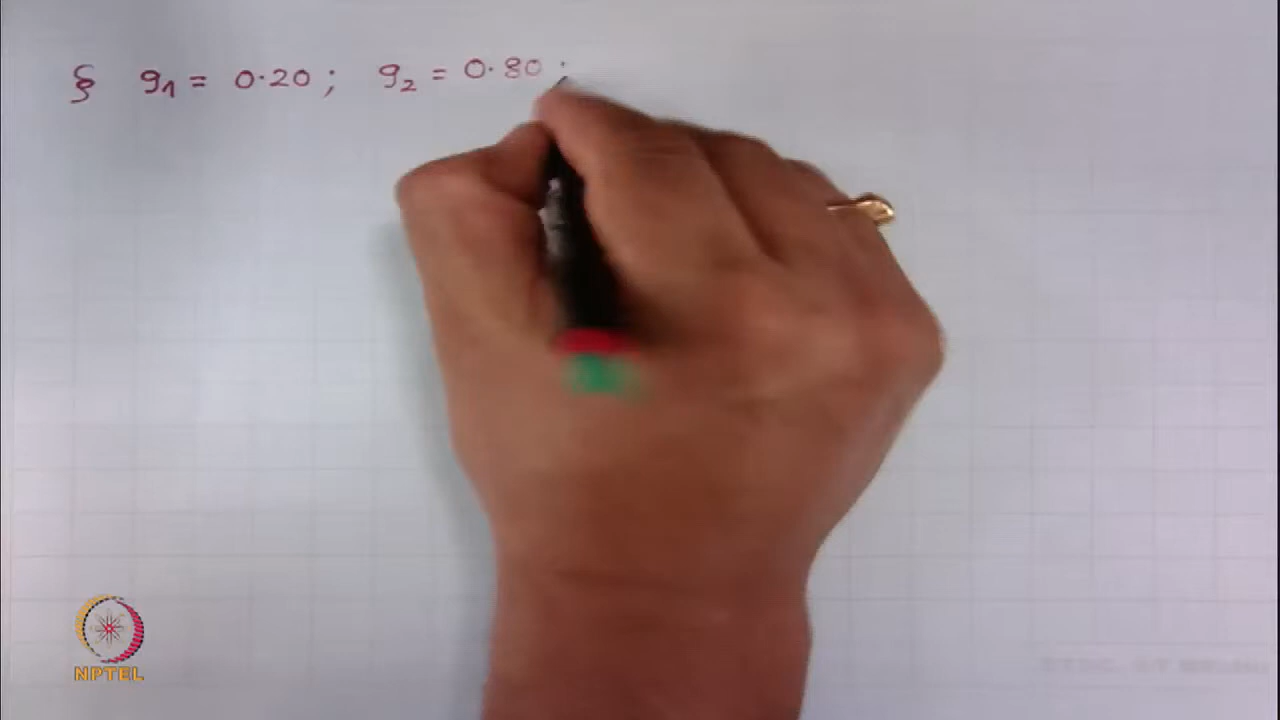 § g₁ = 0.20 ; g₂ = 0.80 ;
NPTEL